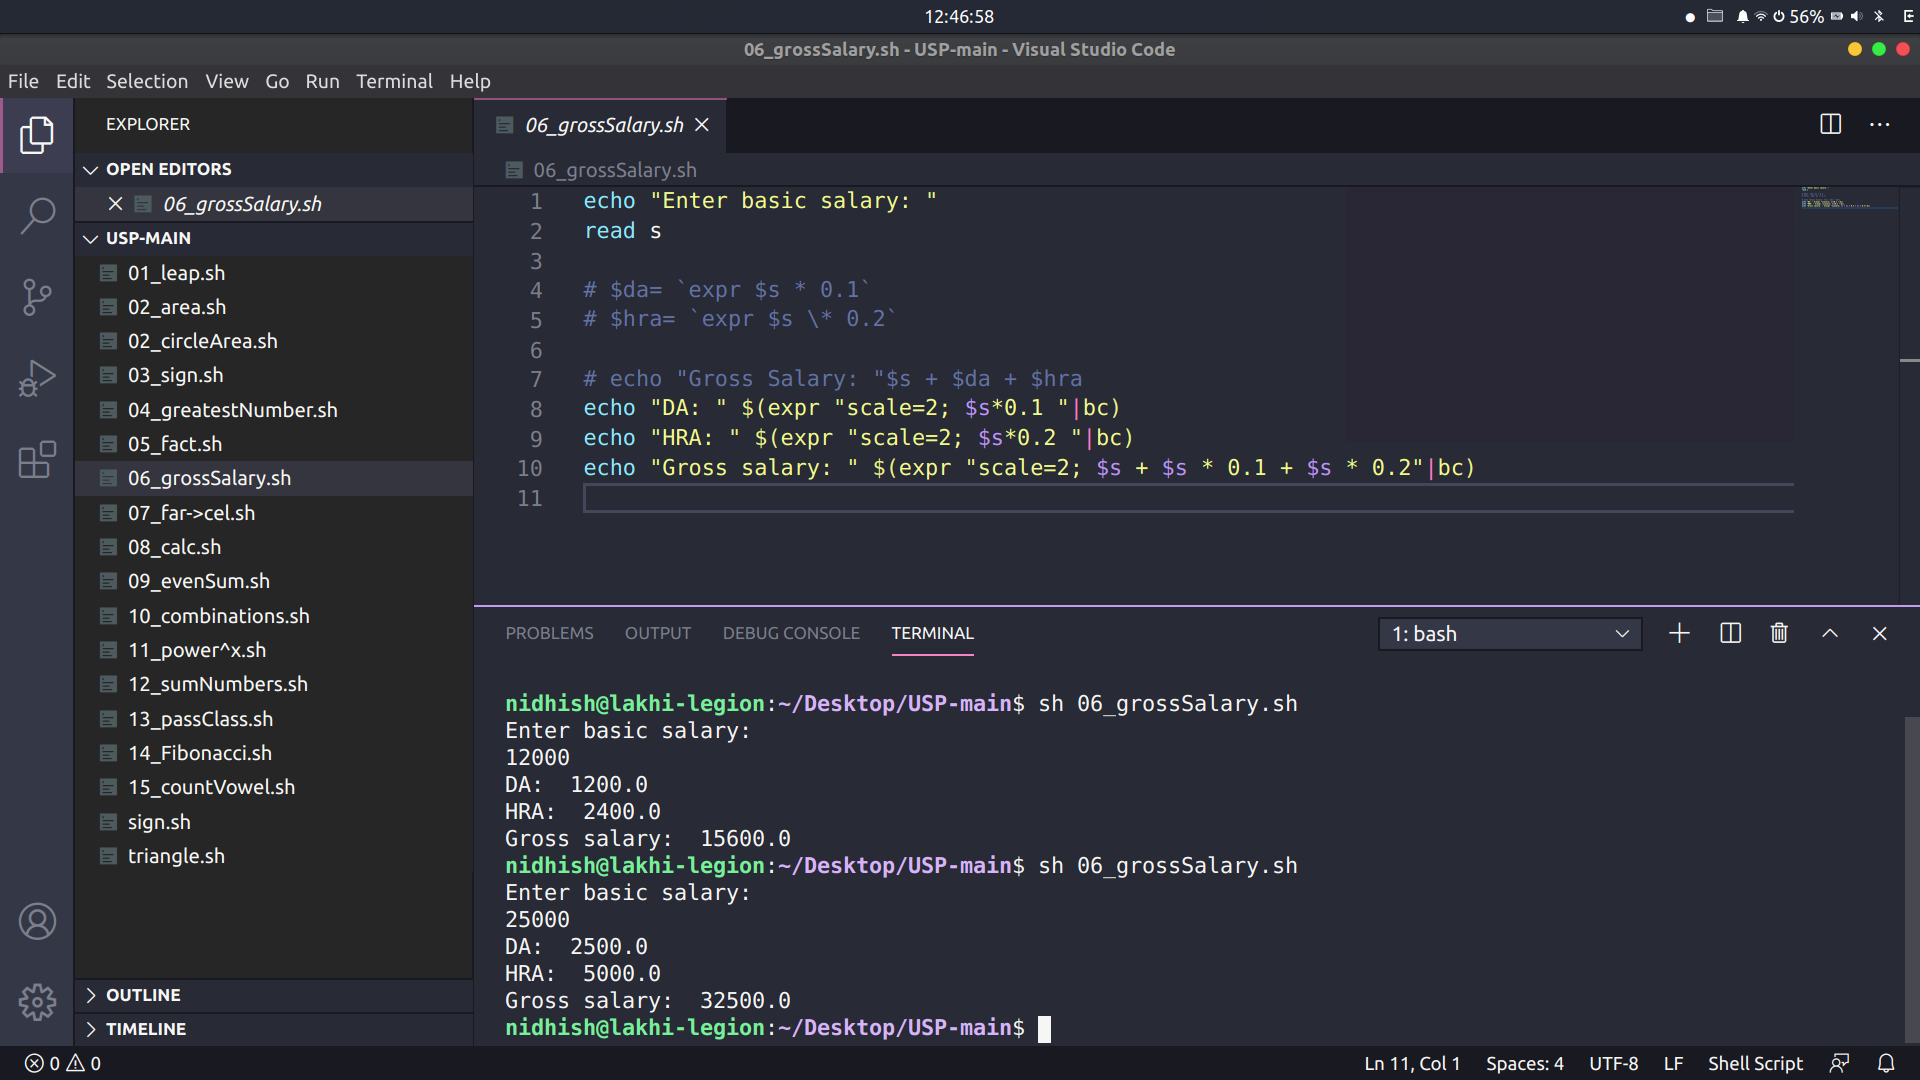 12:46:58
56%
06_grossSalary.sh - USP-main - Visual Studio Code
File Edit Selection View Go Run Terminal Help
EXPLORER
OPEN EDITORS
06_grossSalary.sh
USP-MAIN
01_leap.sh
02_area.sh
02_circleArea.sh
03_sign.sh
04_greatestNumber.sh
05_fact.sh
06_grossSalary.sh
07_far->cel.sh
08_calc.sh
09_evenSum.sh
10_combinations.sh
11_power^x.sh
12_sumNumbers.sh
13_passClass.sh
14_Fibonacci.sh
15_countVowel.sh
sign.sh
triangle.sh
OUTLINE
TIMELINE
06_grossSalary.sh
06_grossSalary.sh
1 echo "Enter basic salary: "
2 read s
3
4 # $da= `expr $s * 0.1`
5 # $hra= `expr $s \* 0.2`
6
7 # echo "Gross Salary: "$s + $da + $hra
8 echo "DA: " $(expr "scale=2; $s*0.1 "|bc)
9 echo "HRA: " $(expr "scale=2; $s*0.2 "|bc)
10 echo "Gross salary: " $(expr "scale=2; $s + $s * 0.1 + $s * 0.2"|bc)
11
PROBLEMS OUTPUT DEBUG CONSOLE TERMINAL
1: bash
nidhish@lakhi-legion:~/Desktop/USP-main$ sh 06_grossSalary.sh
Enter basic salary:
12000
DA:  1200.0
HRA:  2400.0
Gross salary:  15600.0
nidhish@lakhi-legion:~/Desktop/USP-main$ sh 06_grossSalary.sh
Enter basic salary:
25000
DA:  2500.0
HRA:  5000.0
Gross salary:  32500.0
nidhish@lakhi-legion:~/Desktop/USP-main$
0 0
Ln 11, Col 1 Spaces: 4 UTF-8 LF Shell Script